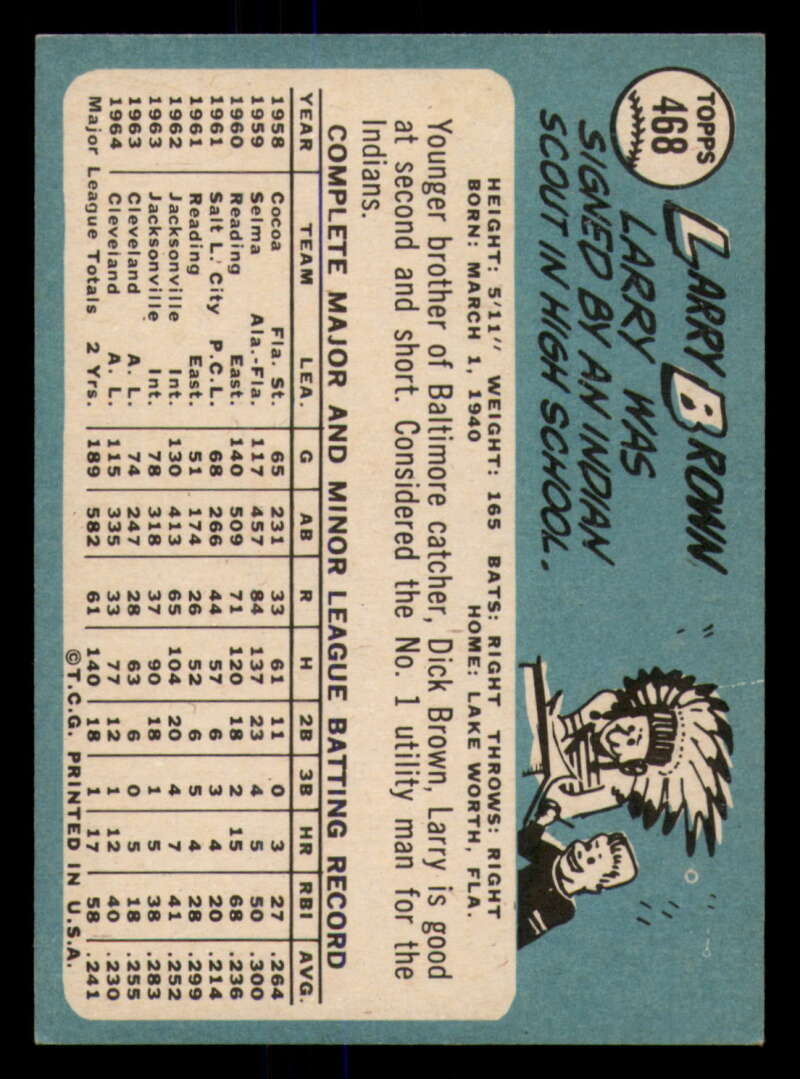 TOPPS
468
LARRY BROWN
LARRY WAS
SIGNED BY AN INDIAN
SCOUT IN HIGH SCHOOL.
HEIGHT: 5'11" WEIGHT: 165 BATS: RIGHT THROWS: RIGHT
BORN: MARCH 1, 1940 HOME: LAKE WORTH, FLA.
Younger brother of Baltimore catcher, Dick Brown, Larry is good
at second and short. Considered the No. 1 utility man for the
Indians.
COMPLETE MAJOR AND MINOR LEAGUE BATTING RECORD
YEAR TEAM LEA. G AB R H 2B 3B HR RBI AVG.
1958 Cocoa Fla. St. 65 231 33 61 11 0 3 27 .264
1959 Selma Ala.-Fla. 117 457 84 137 23 4 5 50 .300
1960 Reading East. 140 509 71 120 18 2 15 68 .236
1961 Salt L. City P.C.L. 68 266 44 57 6 3 4 20 .214
1961 Reading East. 51 174 26 52 6 5 4 28 .299
1962 Jacksonville Int. 130 413 65 104 20 4 7 41 .252
1963 Jacksonville Int. 78 318 37 90 18 1 5 38 .283
1963 Cleveland A. L. 74 247 28 63 6 0 5 18 .255
1964 Cleveland A. L. 115 335 33 77 12 1 12 40 .230
Major League Totals 2 Yrs. 189 582 61 140 18 1 17 58 .241
©T.C.G. PRINTED IN U.S.A.